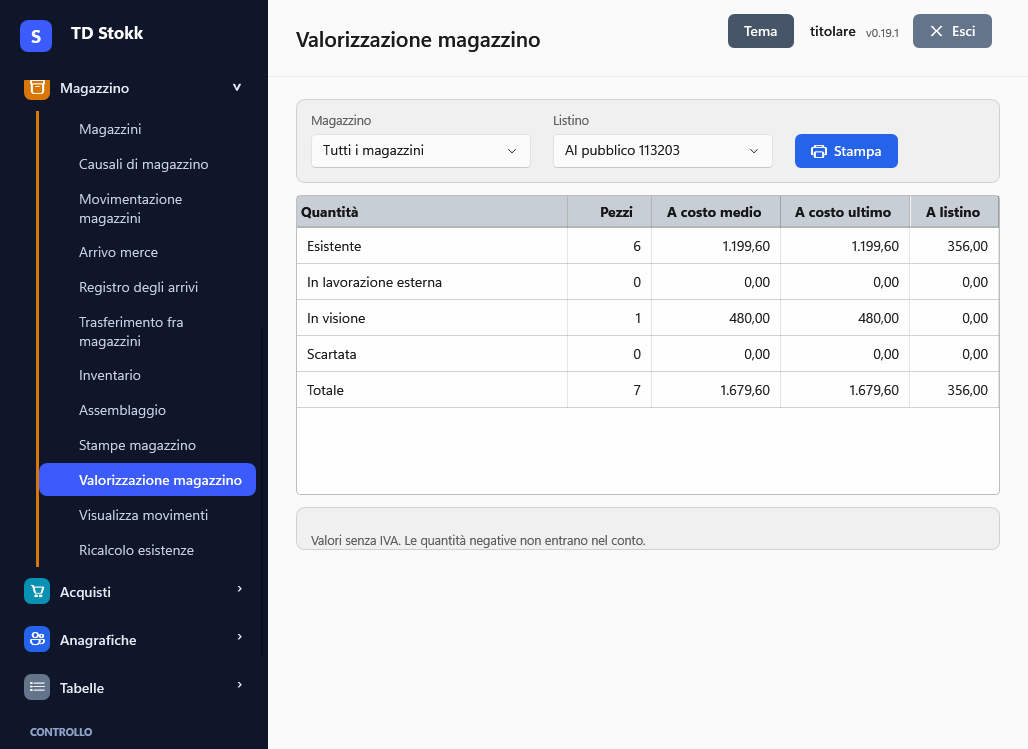 S
TD Stokk
Magazzino
Magazzini
Causali di magazzino
Movimentazione
magazzini
Arrivo merce
Registro degli arrivi
Trasferimento fra
magazzini
Inventario
Assemblaggio
Stampe magazzino
Valorizzazione magazzino
Visualizza movimenti
Ricalcolo esistenze
Acquisti
Anagrafiche
Tabelle
CONTROLLO
Valorizzazione magazzino
Tema titolare v0.19.1 Esci
Magazzino Listino
Tutti i magazzini Al pubblico 113203 Stampa
Quantità Pezzi A costo medio A costo ultimo A listino
Esistente 6 1.199,60 1.199,60 356,00
In lavorazione esterna 0 0,00 0,00 0,00
In visione 1 480,00 480,00 0,00
Scartata 0 0,00 0,00 0,00
Totale 7 1.679,60 1.679,60 356,00
Valori senza IVA. Le quantità negative non entrano nel conto.